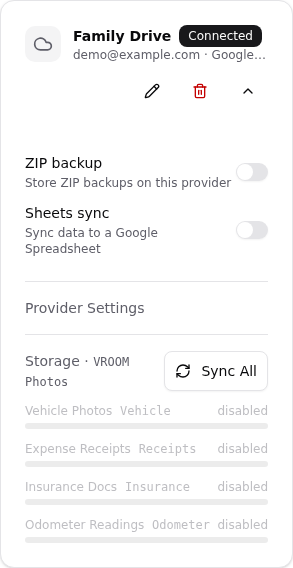 Family Drive Connected
demo@example.com · Google...
ZIP backup
Store ZIP backups on this provider
Sheets sync
Sync data to a Google
Spreadsheet
Provider Settings
Storage · VROOM
Photos
Sync All
Vehicle Photos Vehicle disabled
Expense Receipts Receipts disabled
Insurance Docs Insurance disabled
Odometer Readings Odometer disabled